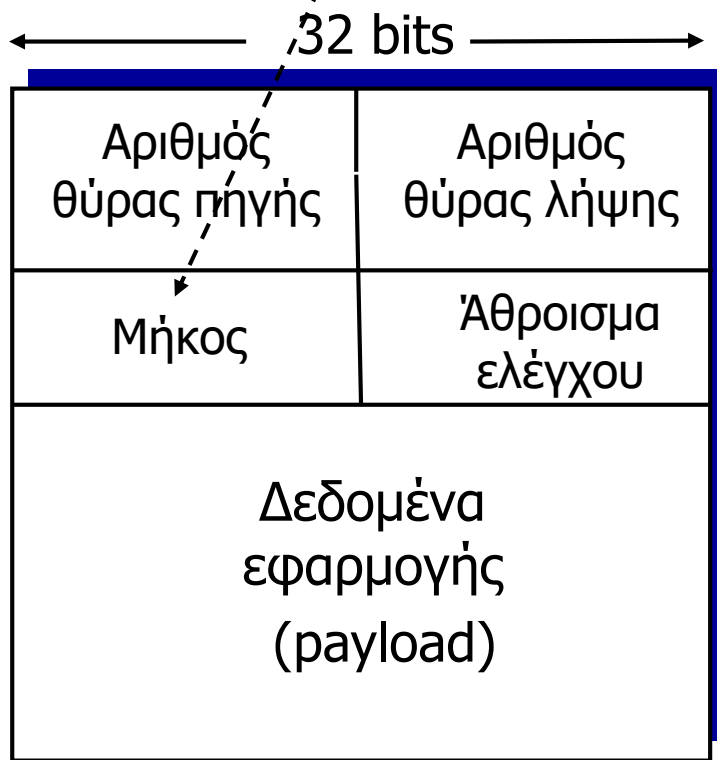 32 bits
Αριθμός
θύρας πηγής
Αριθμός
θύρας λήψης
Μήκος
Άθροισμα
ελέγχου
Δεδομένα
εφαρμογής
(payload)